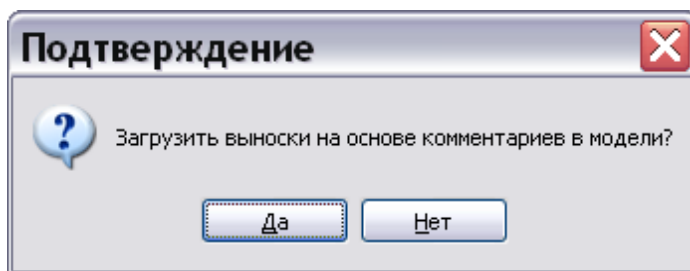 Подтверждение
Загрузить выноски на основе комментариев в модели?
Да
Нет